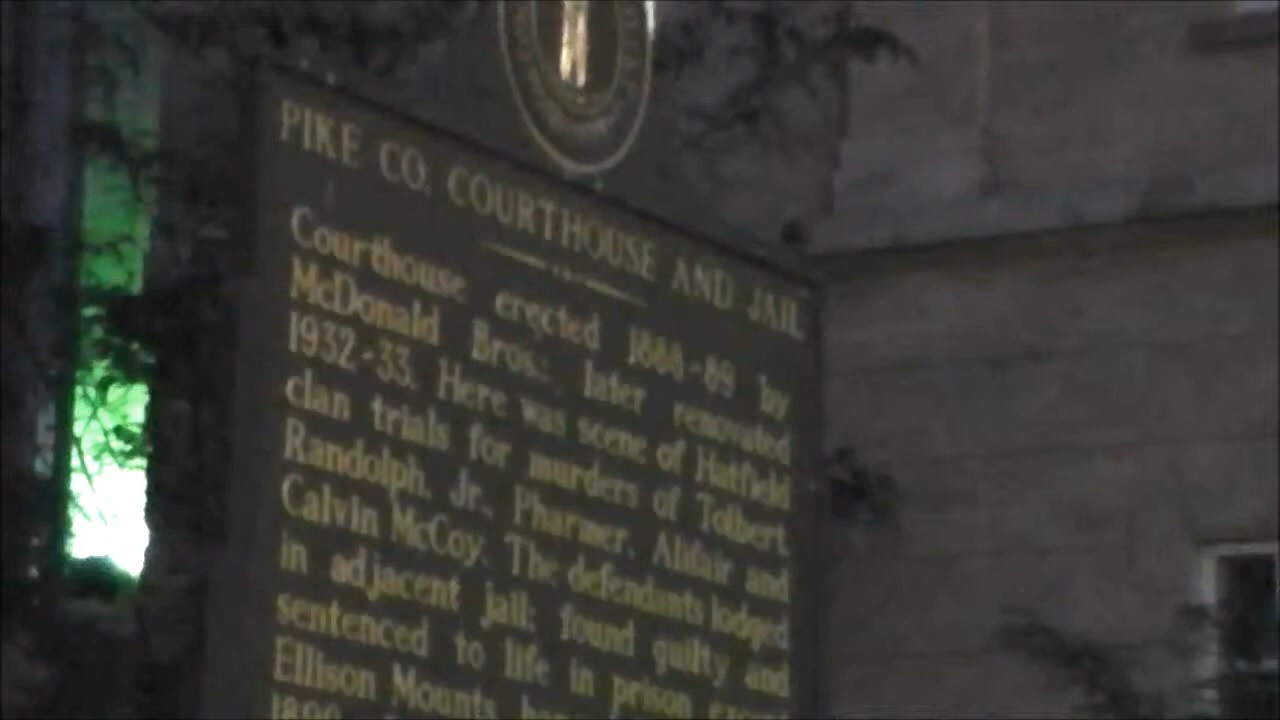 PIKE CO. COURTHOUSE AND JAIL
Courthouse erected 1888-89 by
McDonald Bros.; later renovated
1932-33. Here was scene of Hatfield
clan trials for murders of Tolbert,
Randolph, Jr., Pharmer, Alifair and
Calvin McCoy. The defendants lodged
in adjacent jail; found guilty and
sentenced to life in prison except
Ellison Mounts,
1890